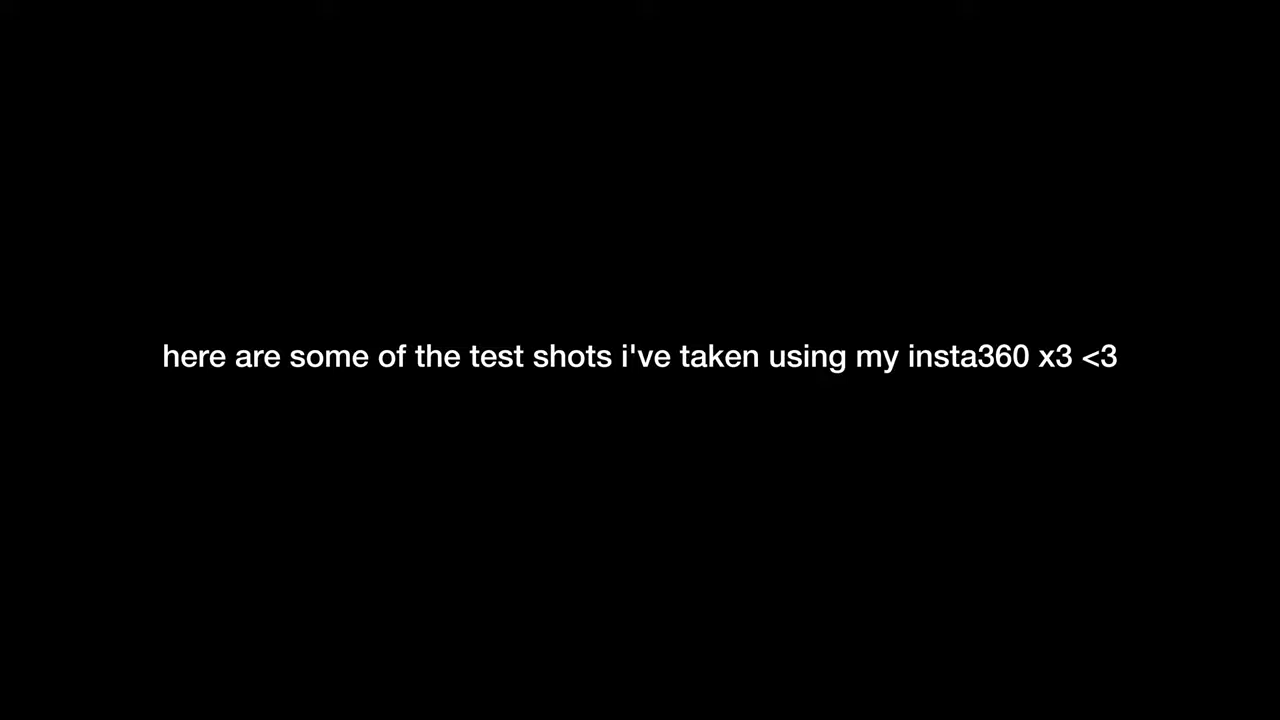 here are some of the test shots i've taken using my insta360 x3 <3